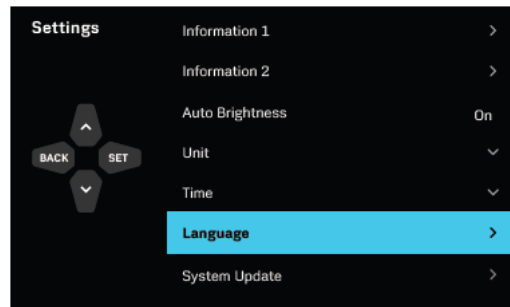 Settings
Information 1
Information 2
Auto Brightness On
BACK SET
Unit
Time
Language
System Update